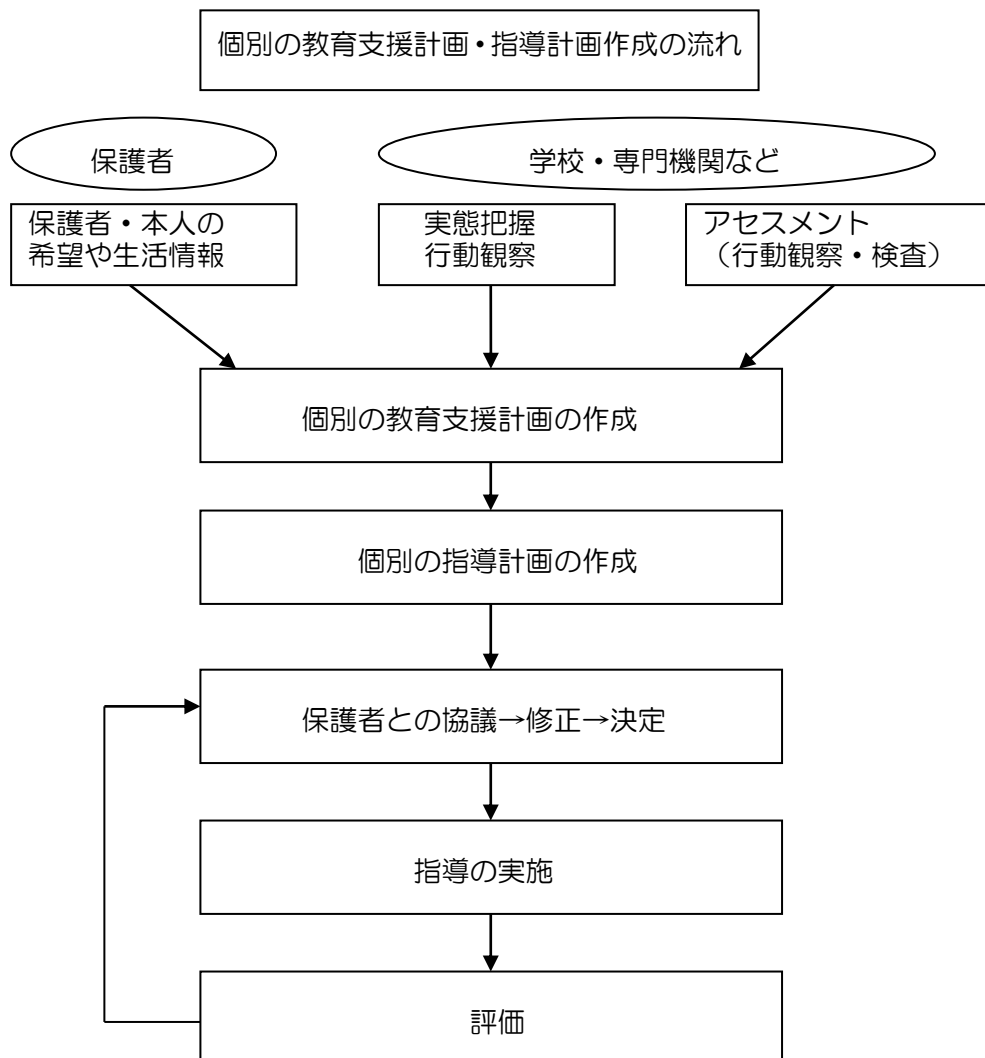 個別の教育支援計画・指導計画作成の流れ
保護者
学校・専門機関など
保護者・本人の
希望や生活情報
実態把握
行動観察
アセスメント
（行動観察・検査）
個別の教育支援計画の作成
個別の指導計画の作成
保護者との協議→修正→決定
指導の実施
評価